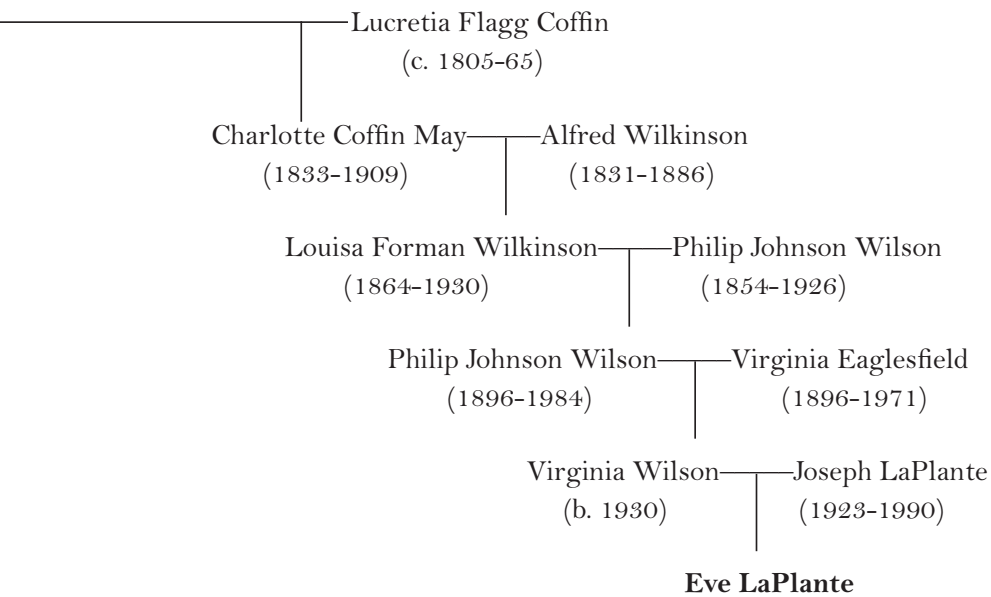 Lucretia Flagg Coffin
(c. 1805-65)
Charlotte Coffin May Alfred Wilkinson
(1833-1909) (1831-1886)
Louisa Forman Wilkinson Philip Johnson Wilson
(1864-1930) (1854-1926)
Philip Johnson Wilson Virginia Eaglesfield
(1896-1984) (1896-1971)
Virginia Wilson Joseph LaPlante
(b. 1930) (1923-1990)
Eve LaPlante